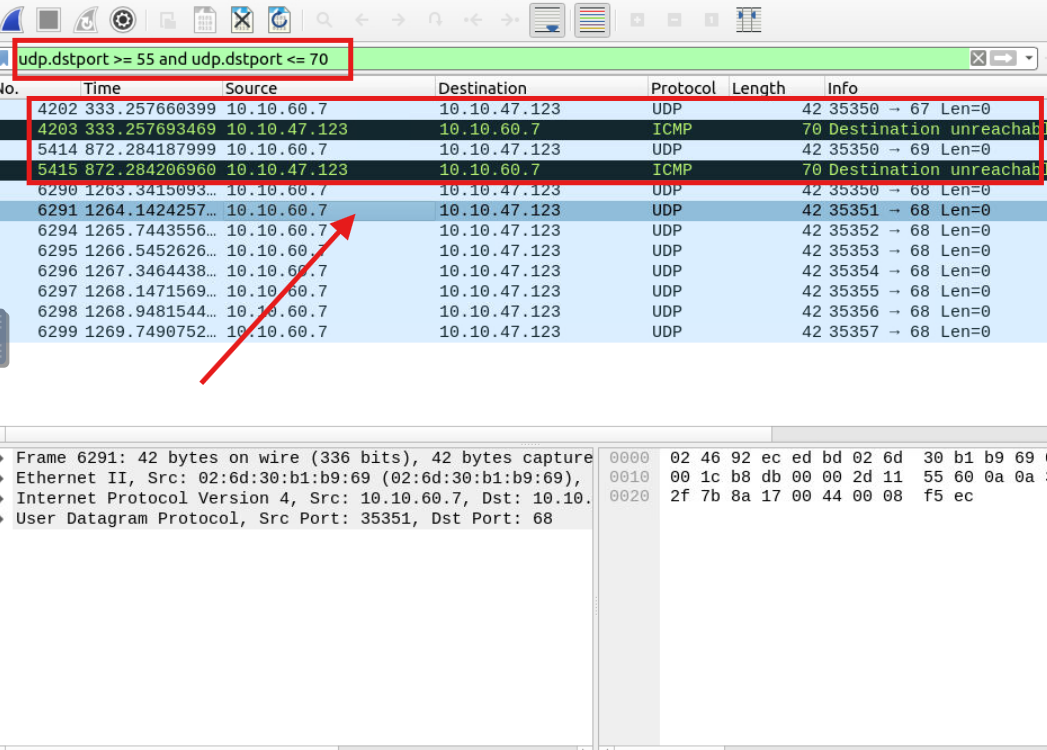 udp.dstport >= 55 and udp.dstport <= 70
No. Time Source Destination Protocol Length Info
4202 333.257660399 10.10.60.7 10.10.47.123 UDP 42 35350 → 67 Len=0
4203 333.257693469 10.10.47.123 10.10.60.7 ICMP 70 Destination unreachab
5414 872.284187999 10.10.60.7 10.10.47.123 UDP 42 35350 → 69 Len=0
5415 872.284206960 10.10.47.123 10.10.60.7 ICMP 70 Destination unreachab
6290 1263.3415093… 10.10.60.7 10.10.47.123 UDP 42 35350 → 68 Len=0
6291 1264.1424257… 10.10.60.7 10.10.47.123 UDP 42 35351 → 68 Len=0
6294 1265.7443556… 10.10.60.7 10.10.47.123 UDP 42 35352 → 68 Len=0
6295 1266.5452626… 10.10.60.7 10.10.47.123 UDP 42 35353 → 68 Len=0
6296 1267.3464438… 10.10.60.7 10.10.47.123 UDP 42 35354 → 68 Len=0
6297 1268.1471569… 10.10.60.7 10.10.47.123 UDP 42 35355 → 68 Len=0
6298 1268.9481544… 10.10.60.7 10.10.47.123 UDP 42 35356 → 68 Len=0
6299 1269.7490752… 10.10.60.7 10.10.47.123 UDP 42 35357 → 68 Len=0
Frame 6291: 42 bytes on wire (336 bits), 42 bytes capture
Ethernet II, Src: 02:6d:30:b1:b9:69 (02:6d:30:b1:b9:69),
Internet Protocol Version 4, Src: 10.10.60.7, Dst: 10.10.
User Datagram Protocol, Src Port: 35351, Dst Port: 68
0000 02 46 92 ec ed bd 02 6d 30 b1 b9 69
0010 00 1c b8 db 00 00 2d 11 55 60 0a 0a
0020 2f 7b 8a 17 00 44 00 08 f5 ec